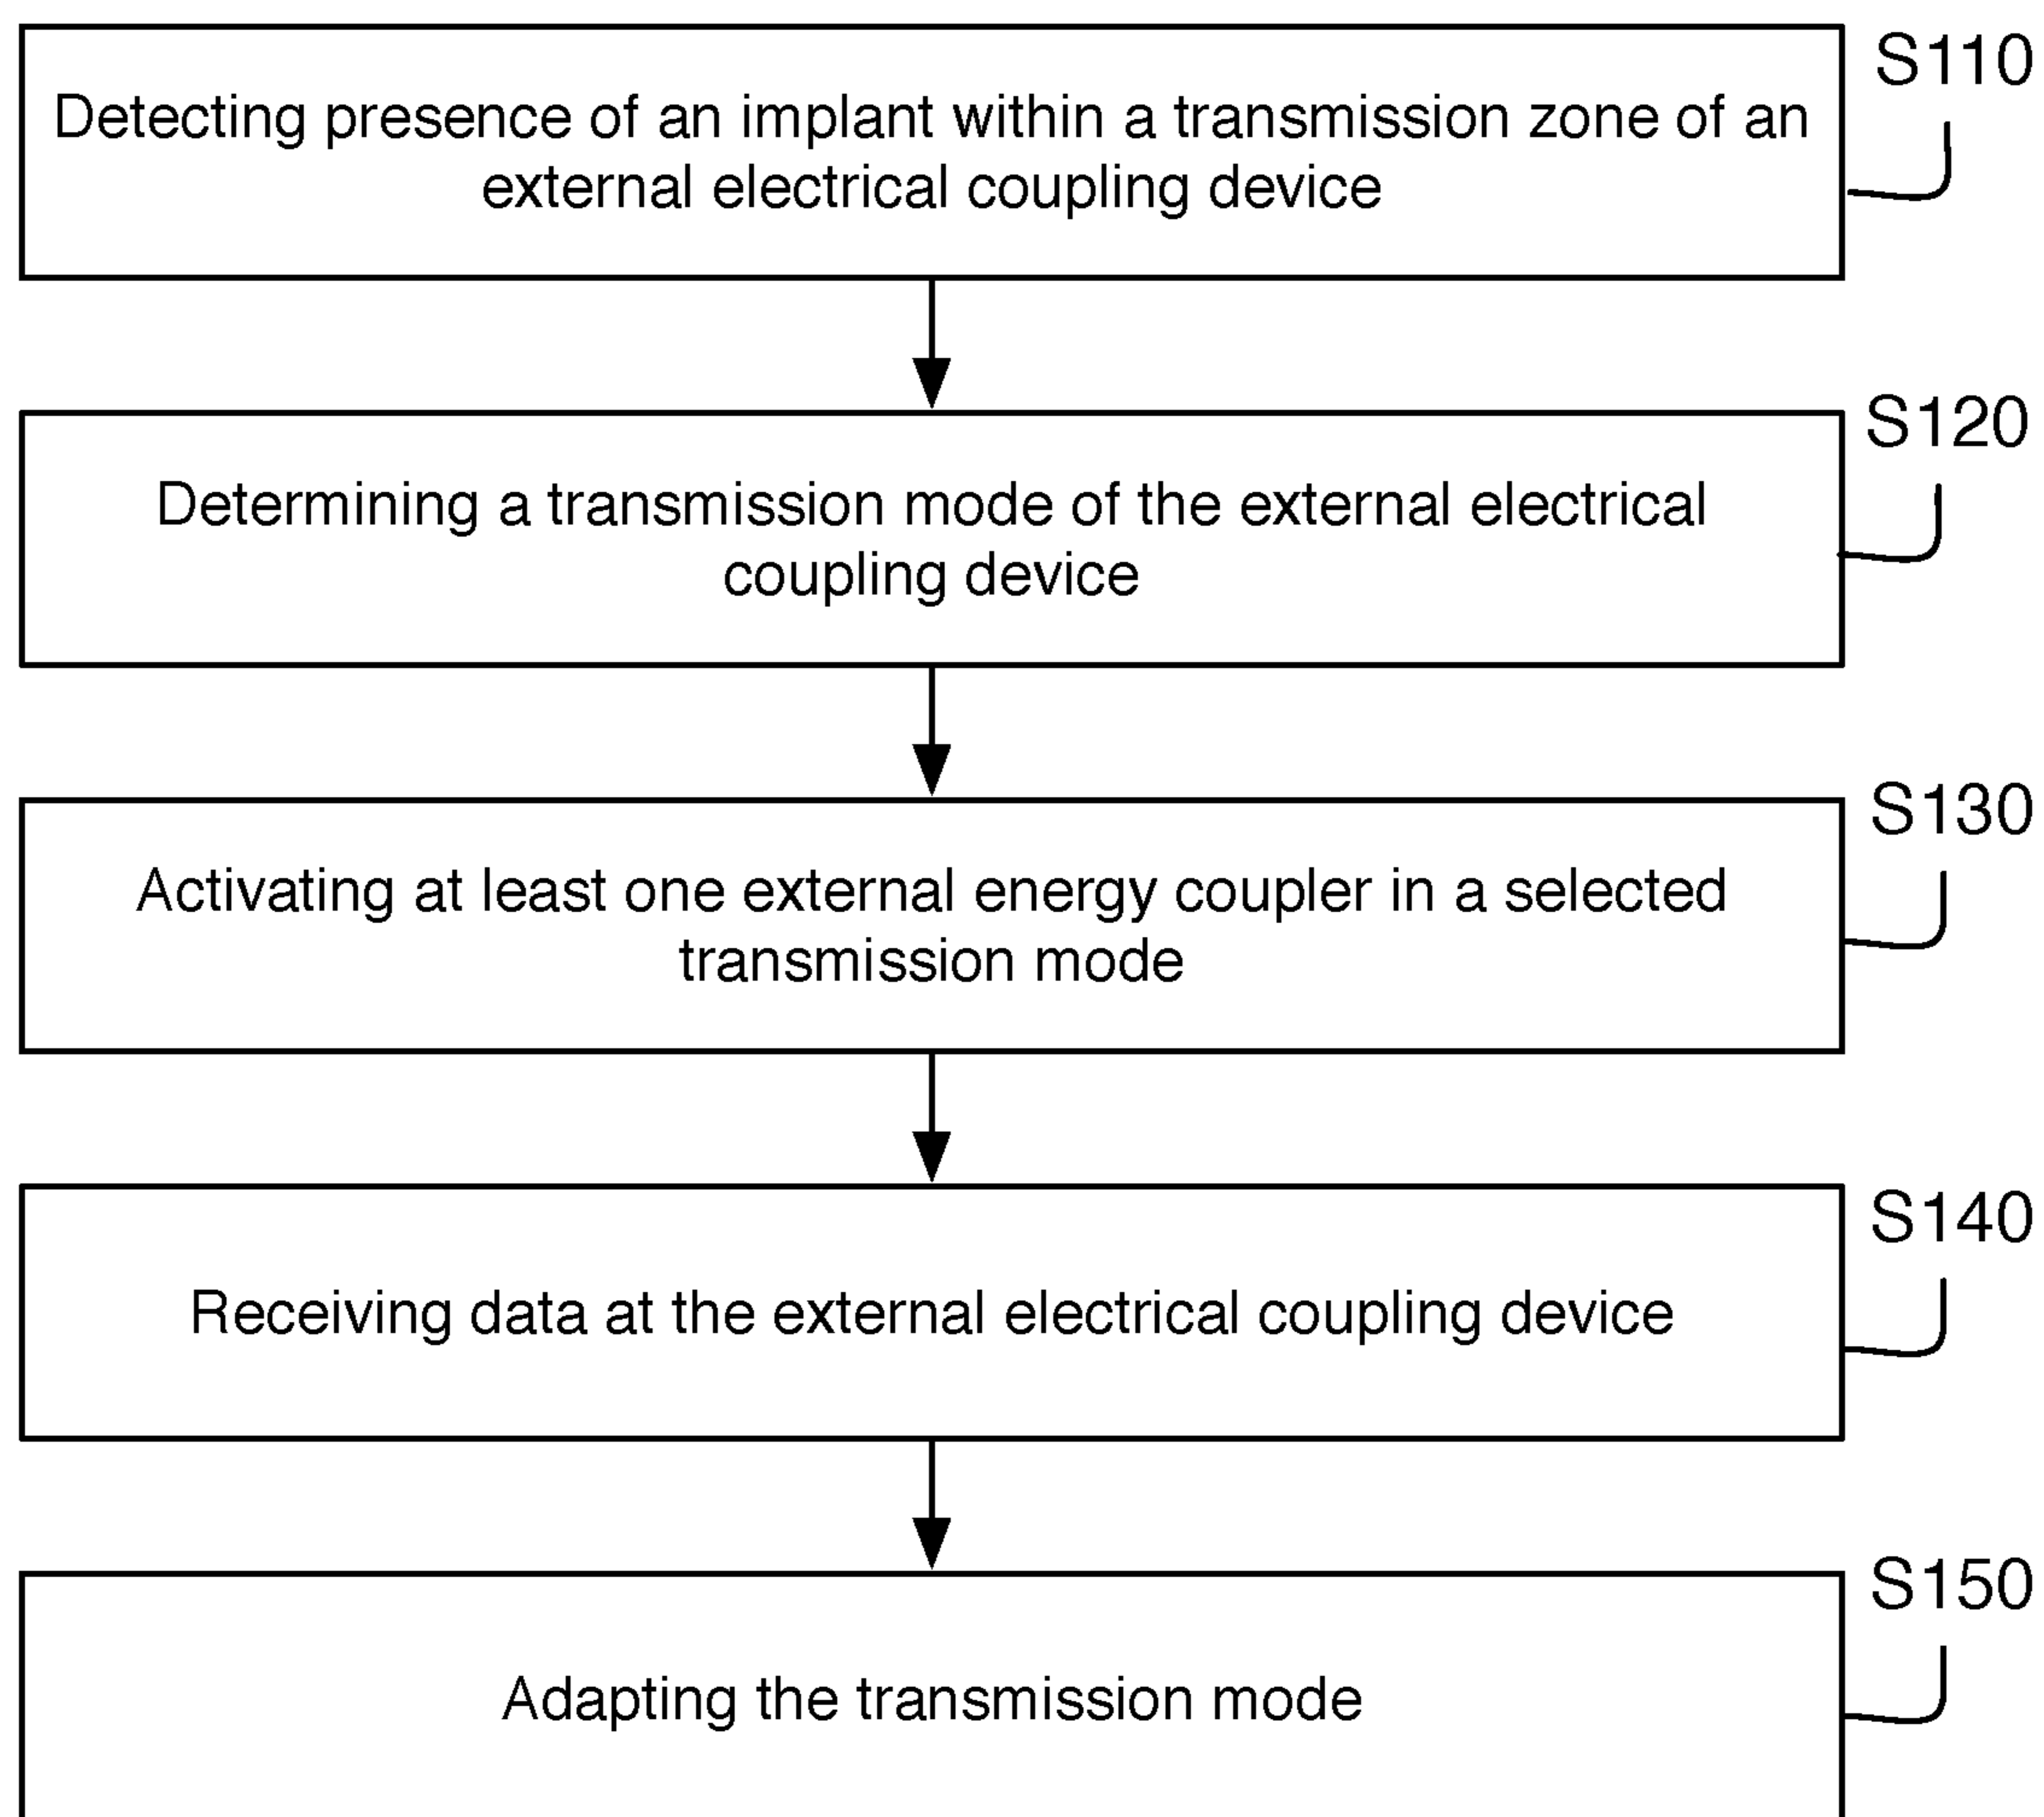 S110
Detecting presence of an implant within a transmission zone of an
external electrical coupling device
S120
Determining a transmission mode of the external electrical
coupling device
S130
Activating at least one external energy coupler in a selected
transmission mode
S140
Receiving data at the external electrical coupling device
S150
Adapting the transmission mode